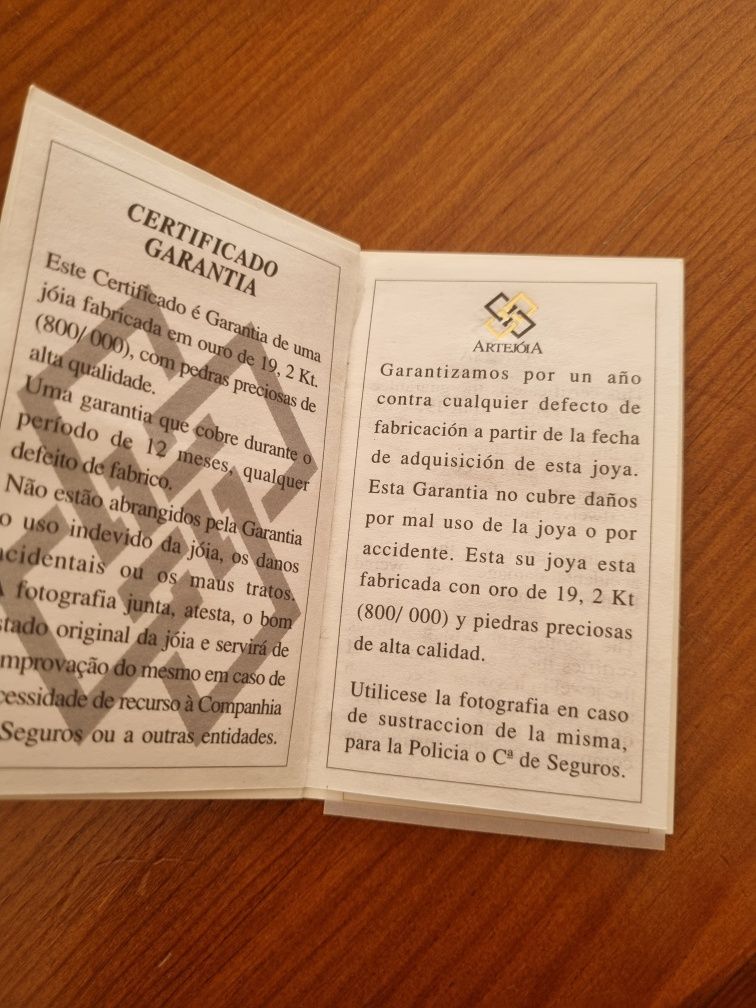 CERTIFICADO
GARANTIA
Este Certificado é Garantia de uma
jóia fabricada em ouro de 19, 2 Kt.
(800/ 000), com pedras preciosas de
alta qualidade.
Uma garantia que cobre durante o
período de 12 meses, qualquer
defeito de fabrico.
Não estão abrangidos pela Garantia
o uso indevido da jóia, os danos
ou os maus tratos.
fotografia junta, atesta, o bom
original da jóia e servirá de
do mesmo em caso de
de recurso à Companhia
Seguros ou a outras entidades.
ARTEJÓIA
Garantizamos por un año
contra cualquier defecto de
fabricación a partir de la fecha
de adquisición de esta joya.
Esta Garantia no cubre daños
por mal uso de la joya o por
accidente. Esta su joya esta
fabricada con oro de 19, 2 Kt
(800/ 000) y piedras preciosas
de alta calidad.
Utilicese la fotografía en caso
de sustraccion de la misma,
para la Policia o Cª de Seguros.